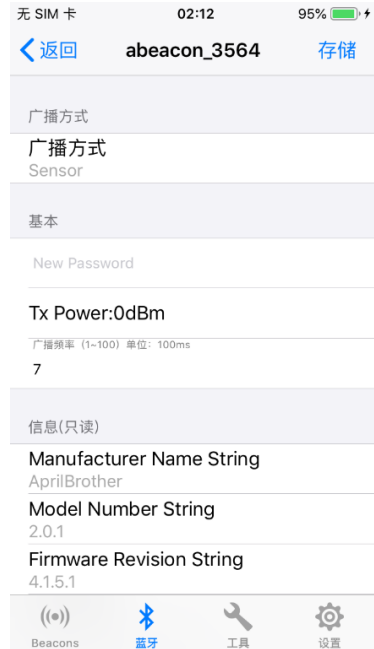 无 SIM 卡 02:12 95%
返回 abeacon_3564 存储
广播方式
广播方式
Sensor
基本
New Password
Tx Power:0dBm
广播频率（1~100）单位：100ms
7
信息(只读)
Manufacturer Name String
AprilBrother
Model Number String
2.0.1
Firmware Revision String
4.1.5.1
Beacons 蓝牙 工具 设置